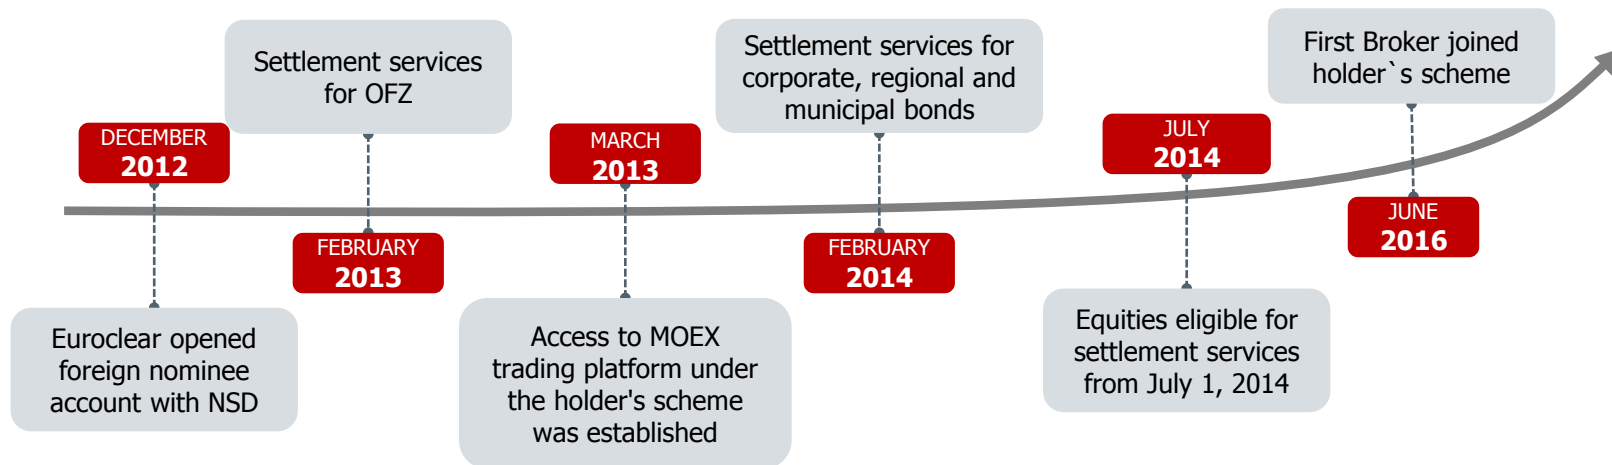 DECEMBER
2012
Euroclear opened
foreign nominee
account with NSD
Settlement services
for OFZ
FEBRUARY
2013
MARCH
2013
Access to MOEX
trading platform under
the holder's scheme
was established
Settlement services for
corporate, regional and
municipal bonds
FEBRUARY
2014
JULY
2014
Equities eligible for
settlement services
from July 1, 2014
First Broker joined
holder`s scheme
JUNE
2016